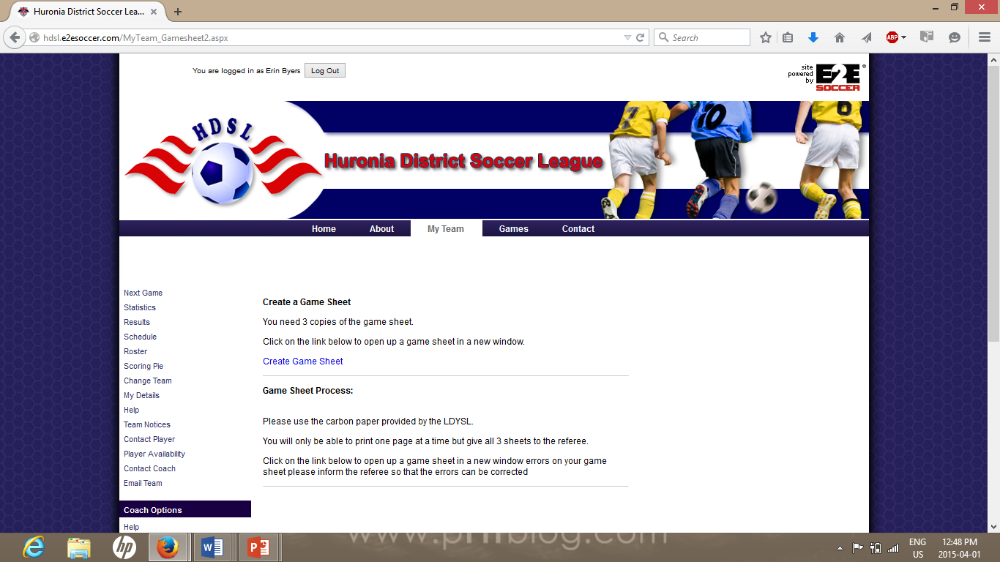 Huronia District Soccer Lea...
hdsl.e2esoccer.com/MyTeam_Gamesheet2.aspx
Search
ABP
You are logged in as Erin Byers
Log Out
site
powered
by
E2E
SOCCER
®
HDSL
Huronia District Soccer League
7
10
6
Home
About
My Team
Games
Contact
Next Game
Statistics
Results
Schedule
Roster
Scoring Pie
Change Team
My Details
Help
Team Notices
Contact Player
Player Availability
Contact Coach
Email Team
Coach Options
Help
Create a Game Sheet
You need 3 copies of the game sheet.
Click on the link below to open up a game sheet in a new window.
Create Game Sheet
Game Sheet Process:
Please use the carbon paper provided by the LDYSL.
You will only be able to print one page at a time but give all 3 sheets to the referee.
Click on the link below to open up a game sheet in a new window errors on your game
sheet please inform the referee so that the errors can be corrected
hp
ENG
US
12:48 PM
2015-04-01